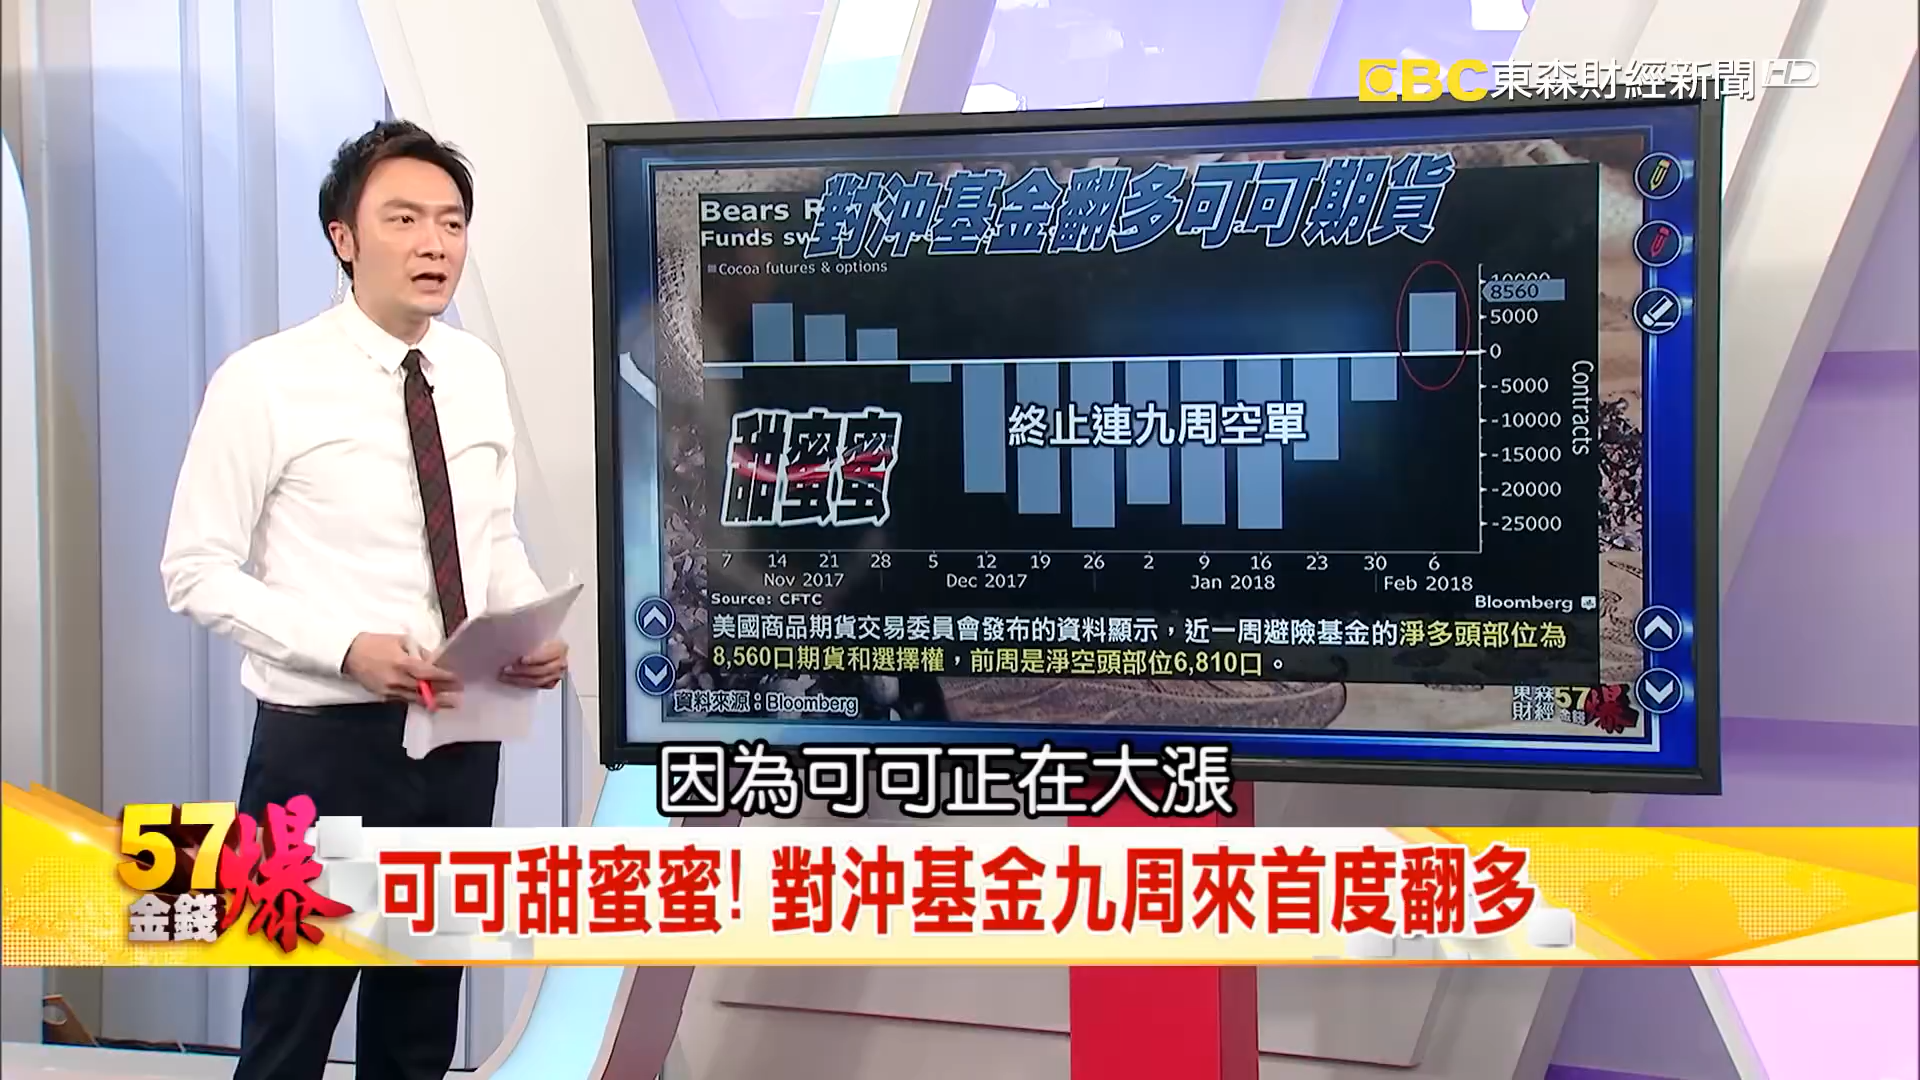 EBC東森財經新聞HD
對沖基金翻多可可期貨
Bears R
Funds sw
Cocoa futures & options
10000
8560
5000
0
-5000
-10000
-15000
-20000
-25000
Contracts
甜蜜蜜
終止連九周空單
7 14 21 28 5 12 19 26 2 9 16 23 30 6
Nov 2017 Dec 2017 Jan 2018 Feb 2018
Source: CFTC
Bloomberg
美國商品期貨交易委員會發布的資料顯示，近一周避險基金的淨多頭部位為
8,560口期貨和選擇權，前周是淨空頭部位6,810口。
資料來源：Bloomberg
東森財經
57金錢爆
因為可可正在大漲
57金錢爆
可可甜蜜蜜！對沖基金九周來首度翻多